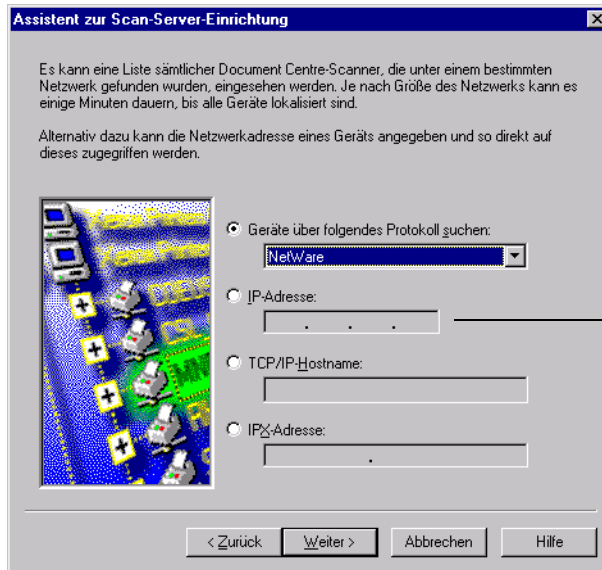 Assistent zur Scan-Server-Einrichtung
Es kann eine Liste sämtlicher Document Centre-Scanner, die unter einem bestimmten
Netzwerk gefunden wurden, eingesehen werden. Je nach Größe des Netzwerks kann es
einige Minuten dauern, bis alle Geräte lokalisiert sind.
Alternativ dazu kann die Netzwerkadresse eines Geräts angegeben und so direkt auf
dieses zugegriffen werden.
Geräte über folgendes Protokoll suchen:
NetWare
IP-Adresse:
. . .
TCP/IP-Hostname:
IPX-Adresse:
.
< Zurück
Weiter >
Abbrechen
Hilfe